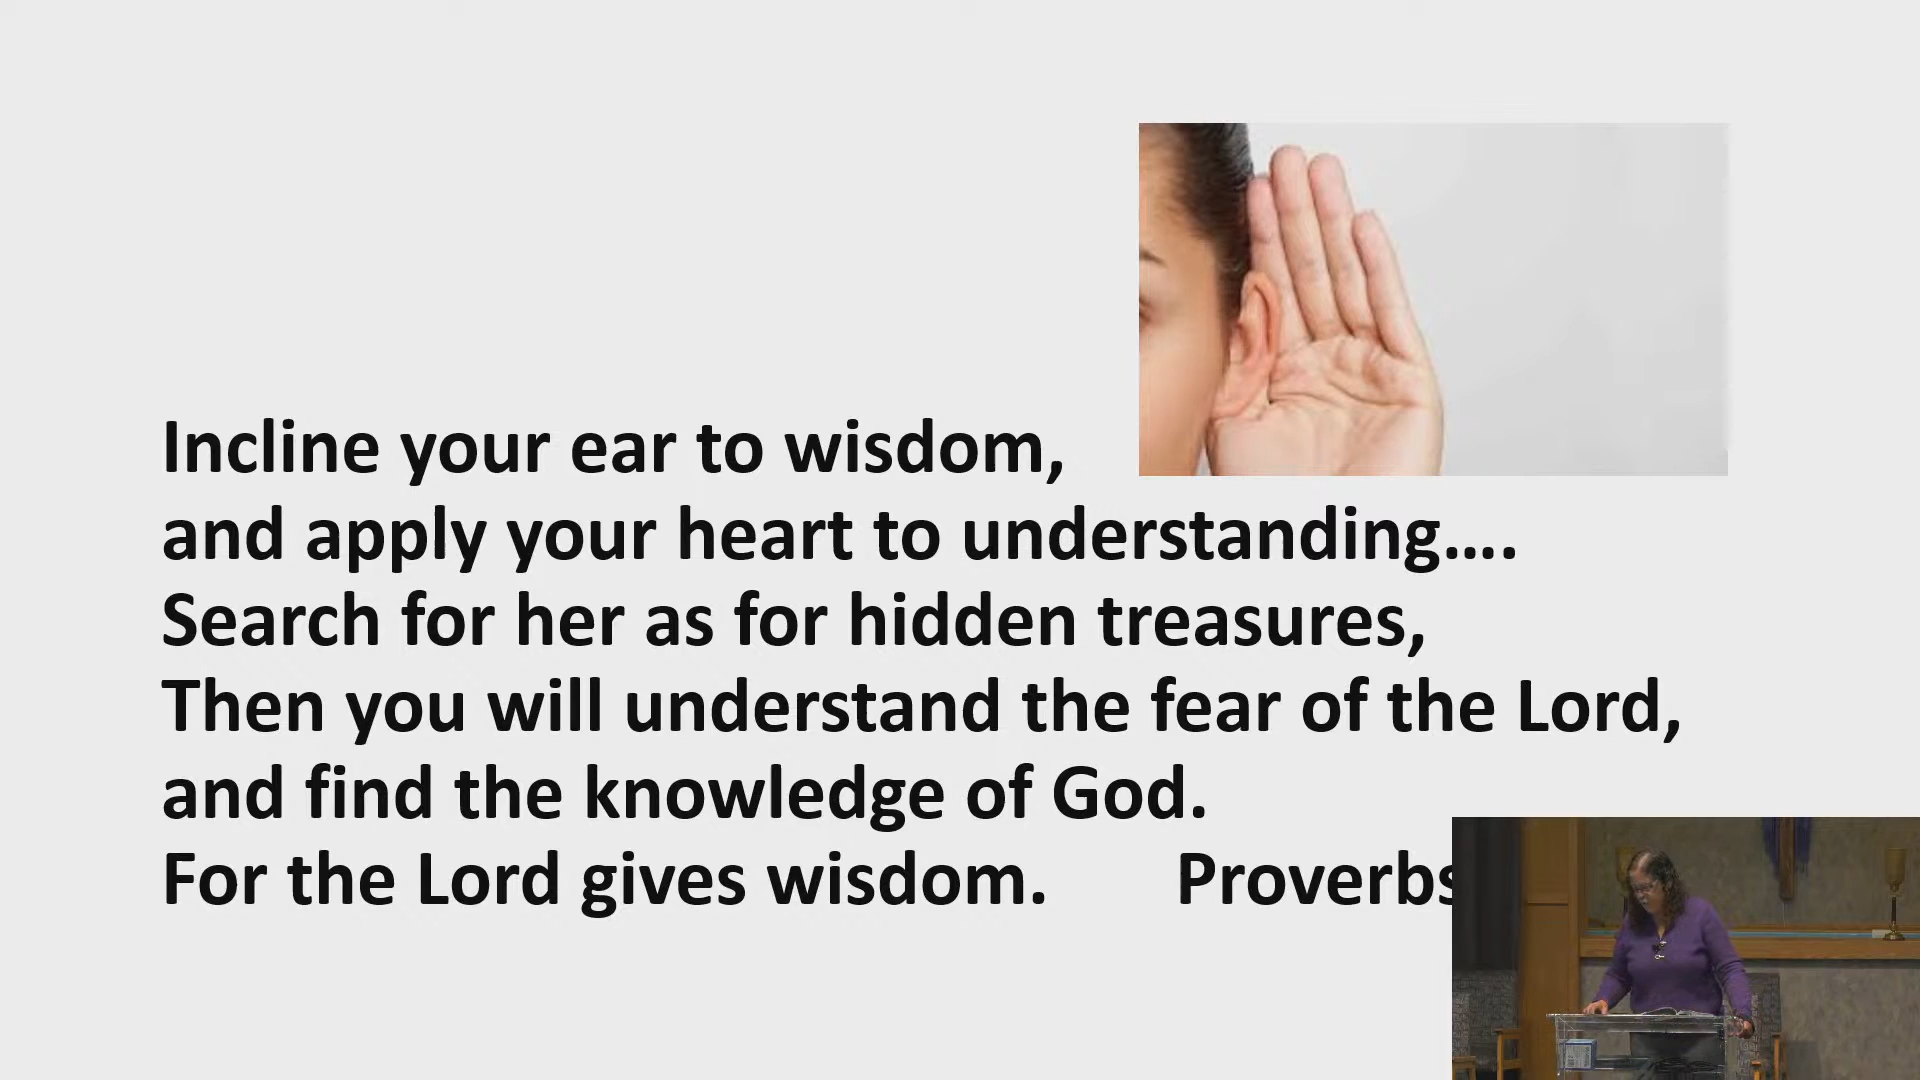 Incline your ear to wisdom,
and apply your heart to understanding....
Search for her as for hidden treasures,
Then you will understand the fear of the Lord,
and find the knowledge of God.
For the Lord gives wisdom. Proverbs